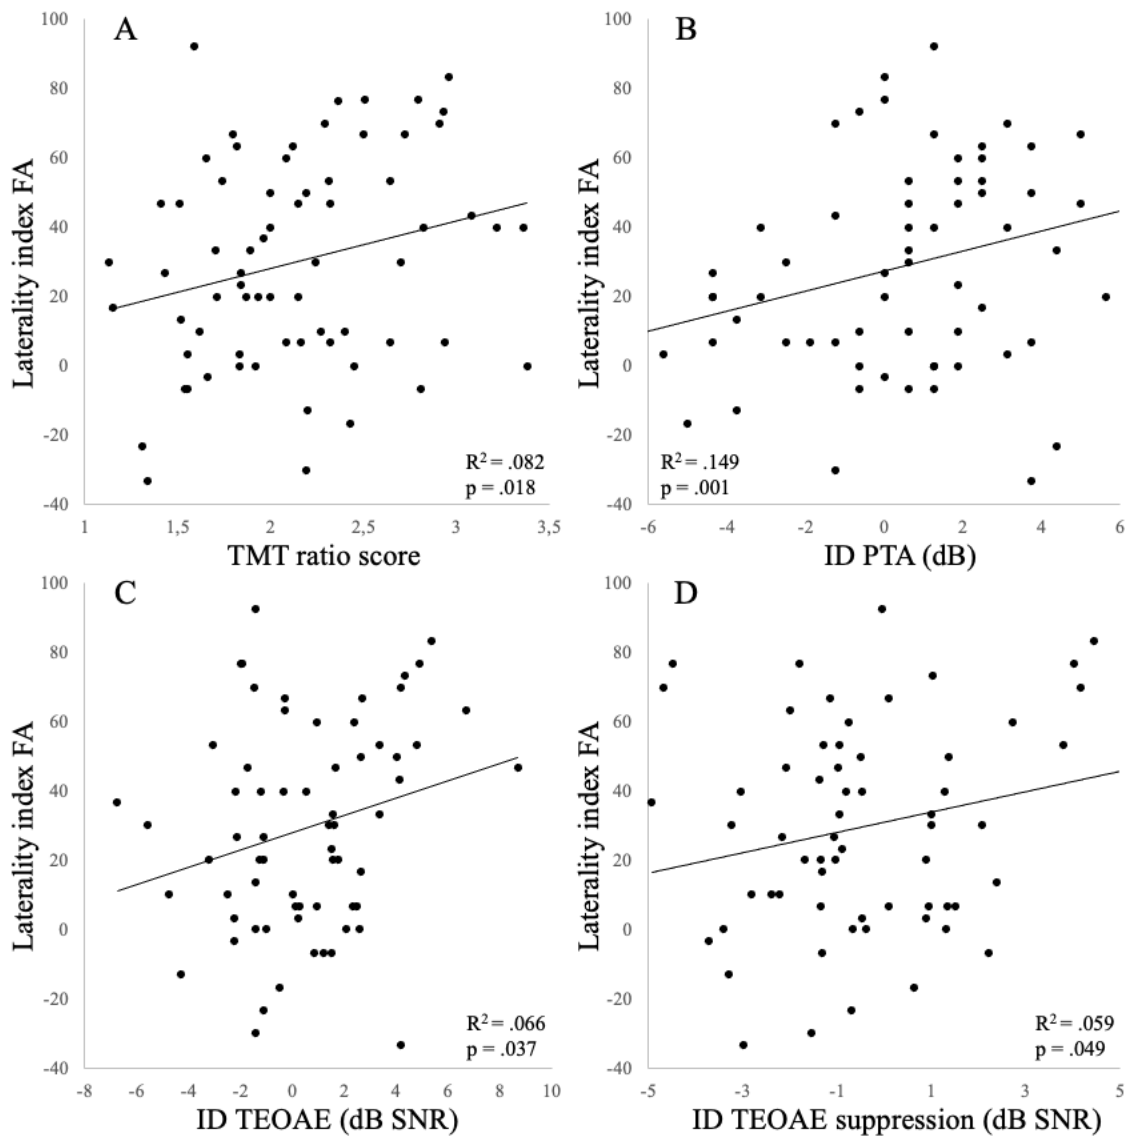 A
100
80
60
40
20
0
-20
-40
Laterality index FA
R² = .082
p = .018
1 1,5 2 2,5 3 3,5
TMT ratio score
B
100
80
60
40
20
0
-20
-40
Laterality index FA
R² = .149
p = .001
-6 -4 -2 0 2 4 6
ID PTA (dB)
C
100
80
60
40
20
0
-20
-40
Laterality index FA
R² = .066
p = .037
-8 -6 -4 -2 0 2 4 6 8 10
ID TEOAE (dB SNR)
D
100
80
60
40
20
0
-20
-40
Laterality index FA
R² = .059
p = .049
-5 -3 -1 1 3 5
ID TEOAE suppression (dB SNR)